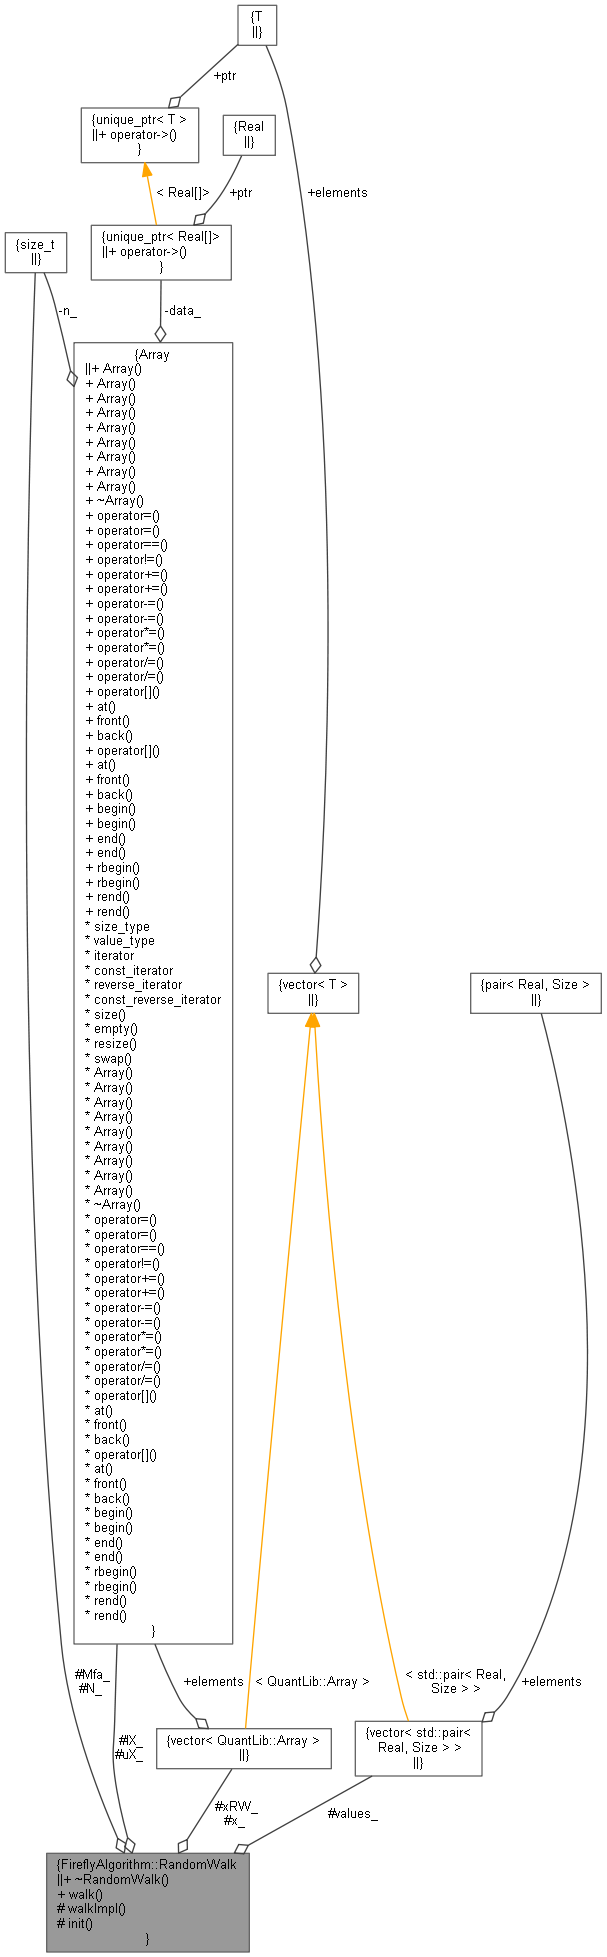 {T
||}
+ptr
{unique_ptr< T >
||+ operator->()
}
{Real
||}
+elements
< Real[]>
+ptr
{size_t
||}
{unique_ptr< Real[]>
||+ operator->()
}
-n_
-data_
{Array
||+ Array()
+ Array()
+ Array()
+ Array()
+ Array()
+ Array()
+ Array()
+ Array()
+ Array()
+ ~Array()
+ operator=()
+ operator=()
+ operator==()
+ operator!=()
+ operator+=()
+ operator+=()
+ operator-=()
+ operator-=()
+ operator*=()
+ operator*=()
+ operator/=()
+ operator/=()
+ operator[]()
+ at()
+ front()
+ back()
+ operator[]()
+ at()
+ front()
+ back()
+ begin()
+ begin()
+ end()
+ end()
+ rbegin()
+ rbegin()
+ rend()
+ rend()
* size_type
* value_type
* iterator
* const_iterator
* reverse_iterator
* const_reverse_iterator
* size()
* empty()
* resize()
* swap()
* Array()
* Array()
* Array()
* Array()
* Array()
* Array()
* Array()
* Array()
* Array()
* ~Array()
* operator=()
* operator=()
* operator==()
* operator!=()
* operator+=()
* operator+=()
* operator-=()
* operator-=()
* operator*=()
* operator*=()
* operator/=()
* operator/=()
* operator[]()
* at()
* front()
* back()
* operator[]()
* at()
* front()
* back()
* begin()
* begin()
* end()
* end()
* rbegin()
* rbegin()
* rend()
* rend()
}
{vector< T >
||}
{pair< Real, Size >
||}
#Mfa_
#N_
#lX_
#uX_
+elements
< QuantLib::Array >
< std::pair< Real,
Size > >
+elements
{vector< QuantLib::Array >
||}
{vector< std::pair<
Real, Size > >
||}
#xRW_
#x_
#values_
{FireflyAlgorithm::RandomWalk
||+ ~RandomWalk()
+ walk()
# walkImpl()
# init()
}